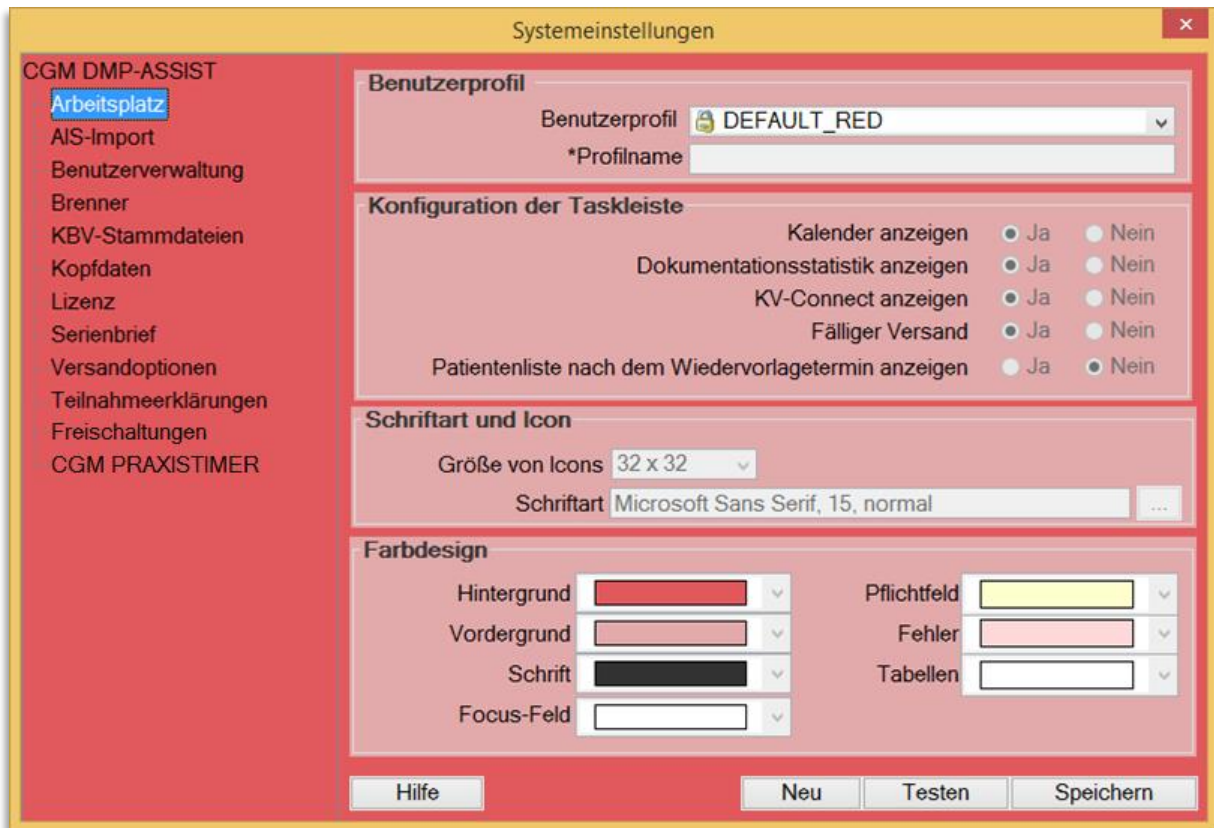 Systemeinstellungen
CGM DMP-ASSIST
Arbeitsplatz
AIS-Import
Benutzerverwaltung
Brenner
KBV-Stammdateien
Kopfdaten
Lizenz
Serienbrief
Versandoptionen
Teilnahmeerklärungen
Freischaltungen
CGM PRAXISTIMER
Benutzerprofil
Benutzerprofil DEFAULT_RED
*Profilname
Konfiguration der Taskleiste
Kalender anzeigen Ja Nein
Dokumentationsstatistik anzeigen Ja Nein
KV-Connect anzeigen Ja Nein
Fälliger Versand Ja Nein
Patientenliste nach dem Wiedervorlagetermin anzeigen Ja Nein
Schriftart und Icon
Größe von Icons 32 x 32
Schriftart Microsoft Sans Serif, 15, normal ...
Farbdesign
Hintergrund Pflichtfeld
Vordergrund Fehler
Schrift Tabellen
Focus-Feld
Hilfe Neu Testen Speichern